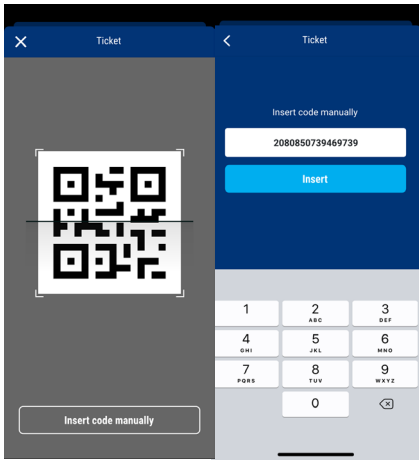 Ticket
Insert code manually
Ticket
Insert code manually
2080850739469739
Insert
1
2
3
ABC
DEF
4
5
6
GHI
JKL
MNO
7
8
9
PQRS
TUV
WXYZ
0